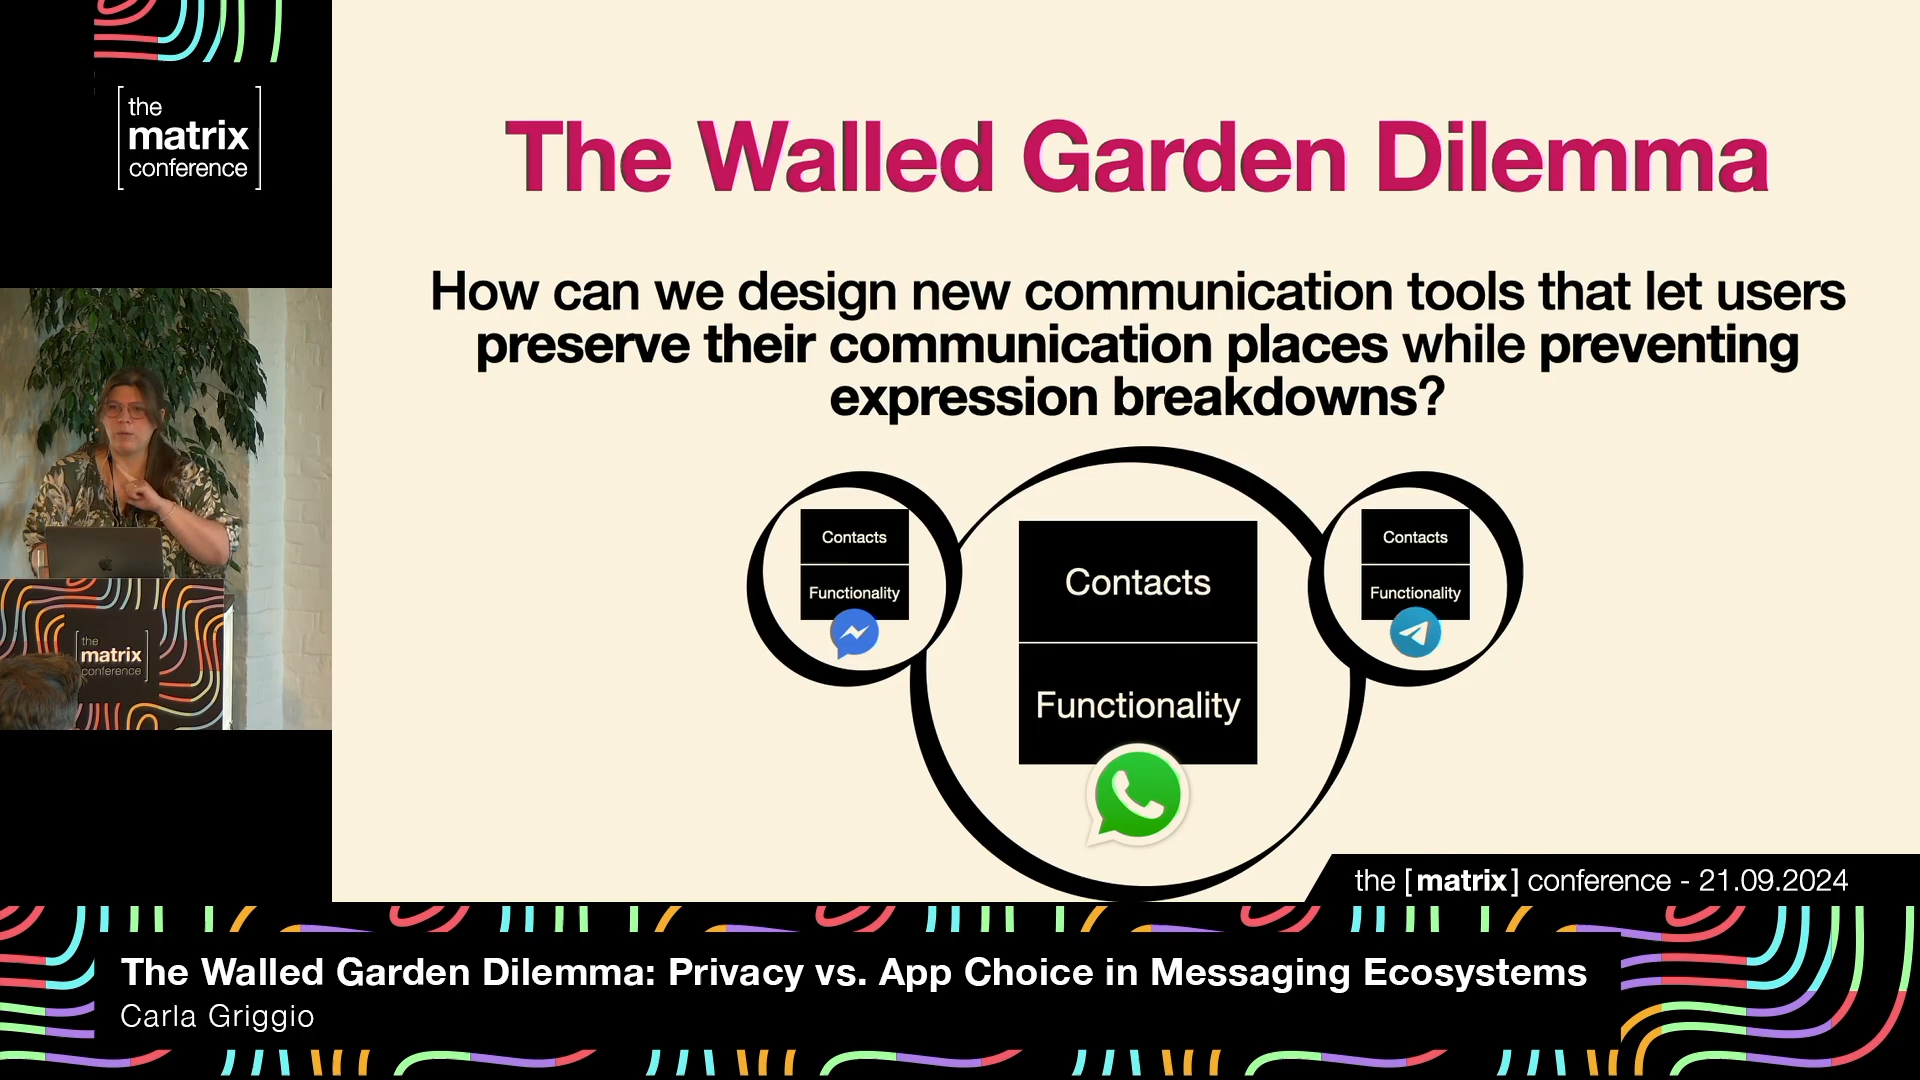 the
matrix
conference
The Walled Garden Dilemma
How can we design new communication tools that let users
preserve their communication places while preventing
expression breakdowns?
Contacts
Functionality
Contacts
Functionality
Contacts
Functionality
the
matrix
conference
the [matrix] conference - 21.09.2024
The Walled Garden Dilemma: Privacy vs. App Choice in Messaging Ecosystems
Carla Griggio